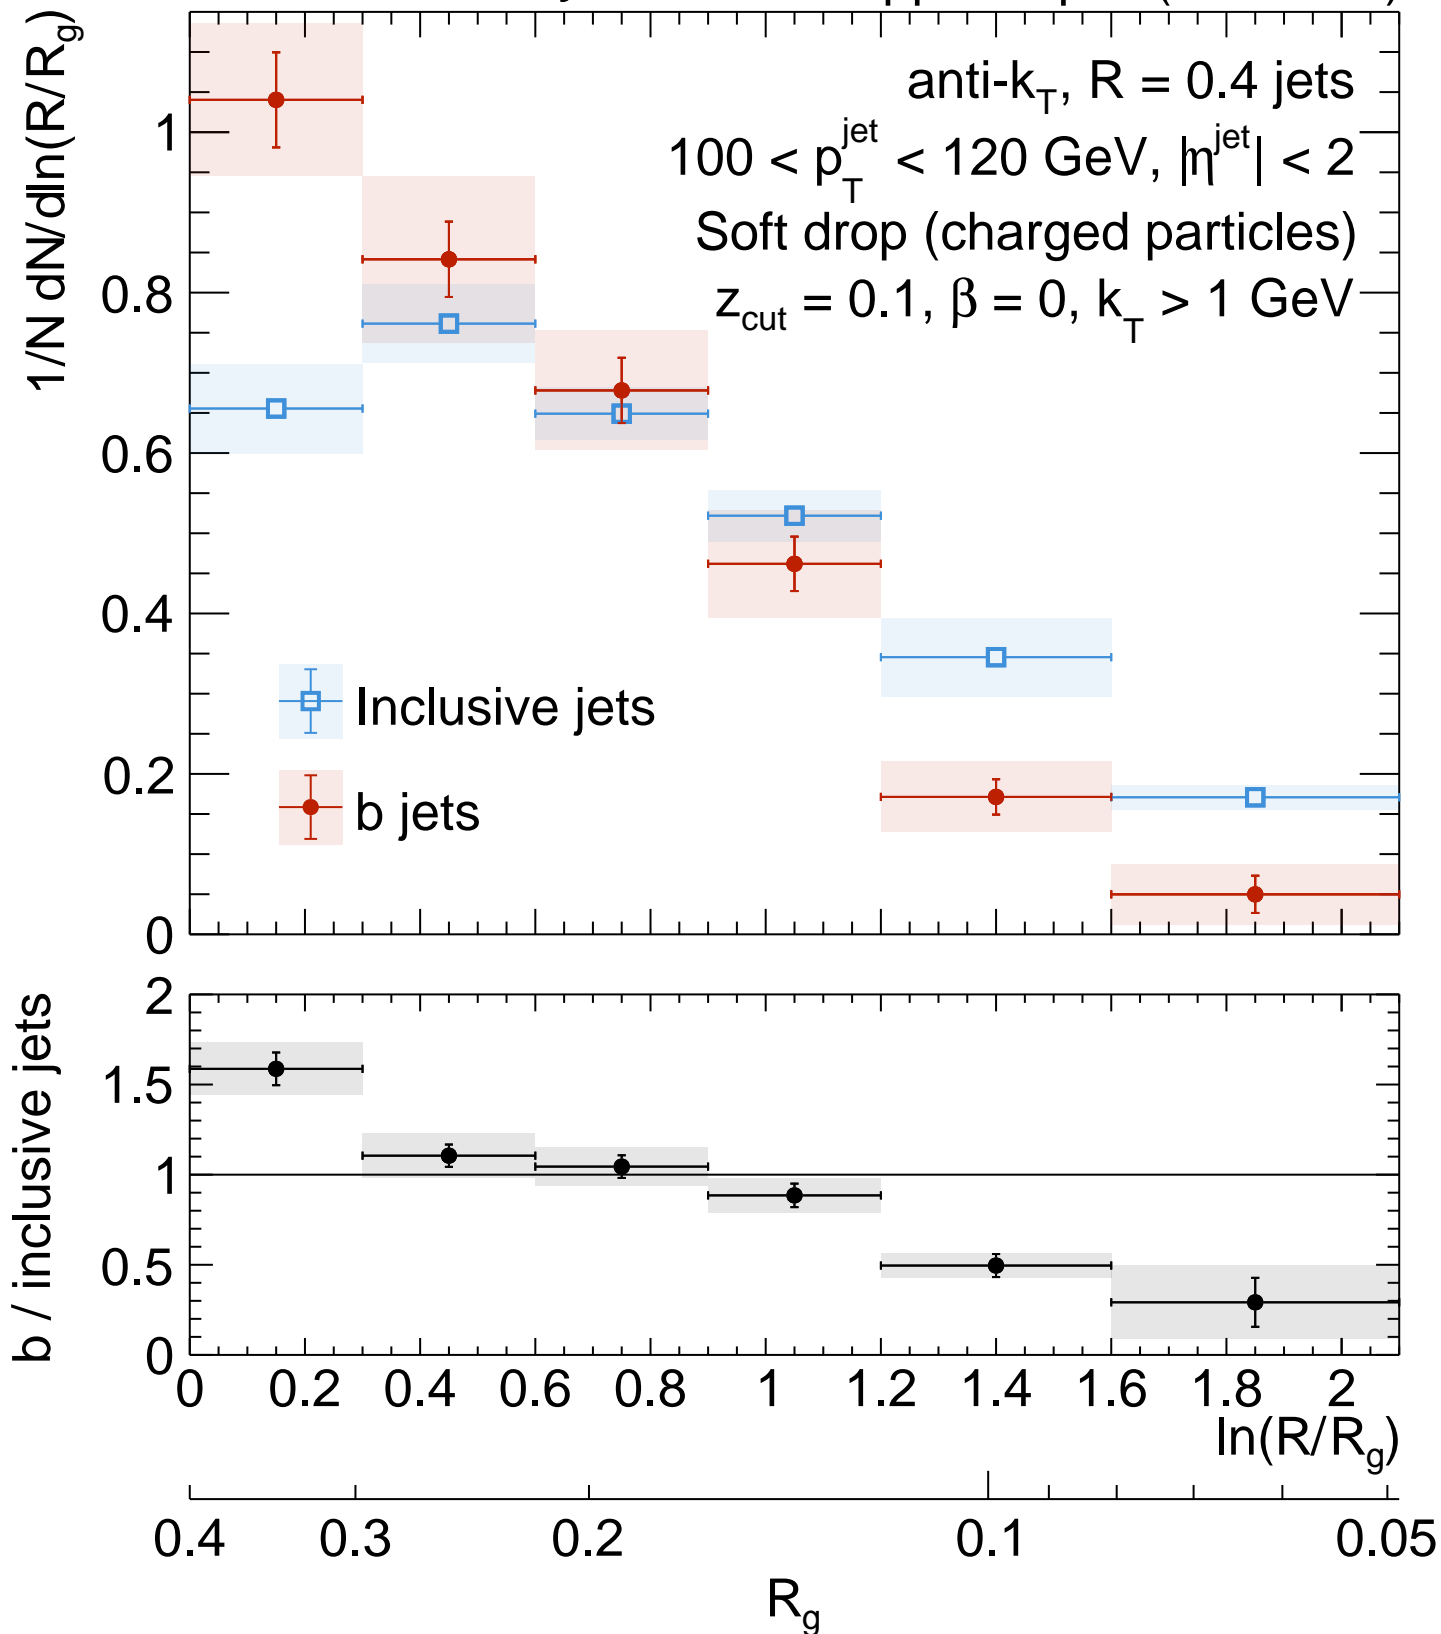 anti-k_T, R = 0.4 jets
100 < p_T^jet < 120 GeV, |η^jet| < 2
Soft drop (charged particles)
z_cut = 0.1, β = 0, k_T > 1 GeV
1/N dN/dln(R/R_g)
1
0.8
0.6
0.4
0.2
0
Inclusive jets
b jets
b / inclusive jets
2
1.5
1
0.5
0
0 0.2 0.4 0.6 0.8 1 1.2 1.4 1.6 1.8 2
ln(R/R_g)
0.4 0.3 0.2 0.1 0.05
R_g